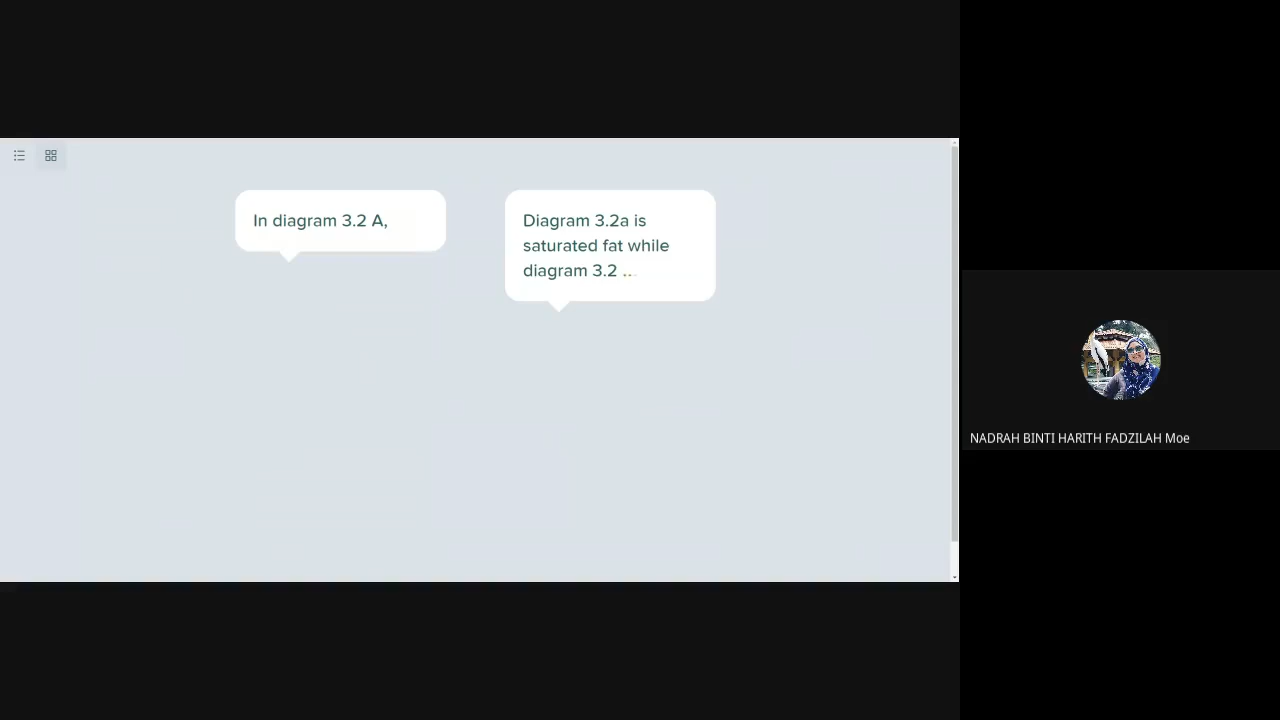 In diagram 3.2 A,
Diagram 3.2a is
saturated fat while
diagram 3.2 ...
NADRAH BINTI HARITH FADZILAH Moe